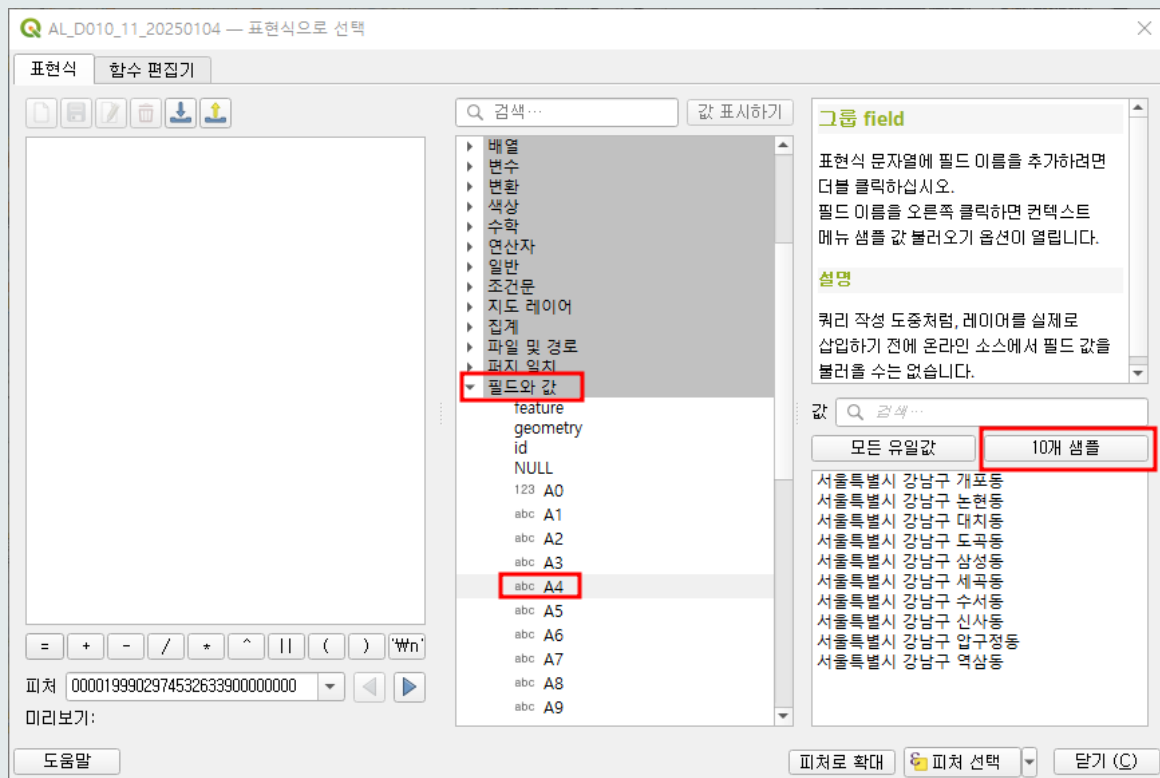 AL_D010_11_20250104 — 표현식으로 선택
표현식
함수 편집기
검색…
값 표시하기
배열
변수
변환
색상
수학
연산자
일반
조건문
지도 레이어
집계
파일 및 경로
퍼지 일치
필드와 값
feature
geometry
id
NULL
123 A0
abc A1
abc A2
abc A3
abc A4
abc A5
abc A6
abc A7
abc A8
abc A9
= + - / * ^ || ( ) '₩n'
피처 0000199902974532633900000000
미리보기:
그룹 field
표현식 문자열에 필드 이름을 추가하려면
더블 클릭하십시오.
필드 이름을 오른쪽 클릭하면 컨텍스트
메뉴 샘플 값 불러오기 옵션이 열립니다.
설명
쿼리 작성 도중처럼, 레이어를 실제로
삽입하기 전에 온라인 소스에서 필드 값을
불러올 수는 없습니다.
값 검색…
모든 유일값
10개 샘플
서울특별시 강남구 개포동
서울특별시 강남구 논현동
서울특별시 강남구 대치동
서울특별시 강남구 도곡동
서울특별시 강남구 삼성동
서울특별시 강남구 세곡동
서울특별시 강남구 수서동
서울특별시 강남구 신사동
서울특별시 강남구 압구정동
서울특별시 강남구 역삼동
도움말
피처로 확대
피처 선택
닫기 (C)